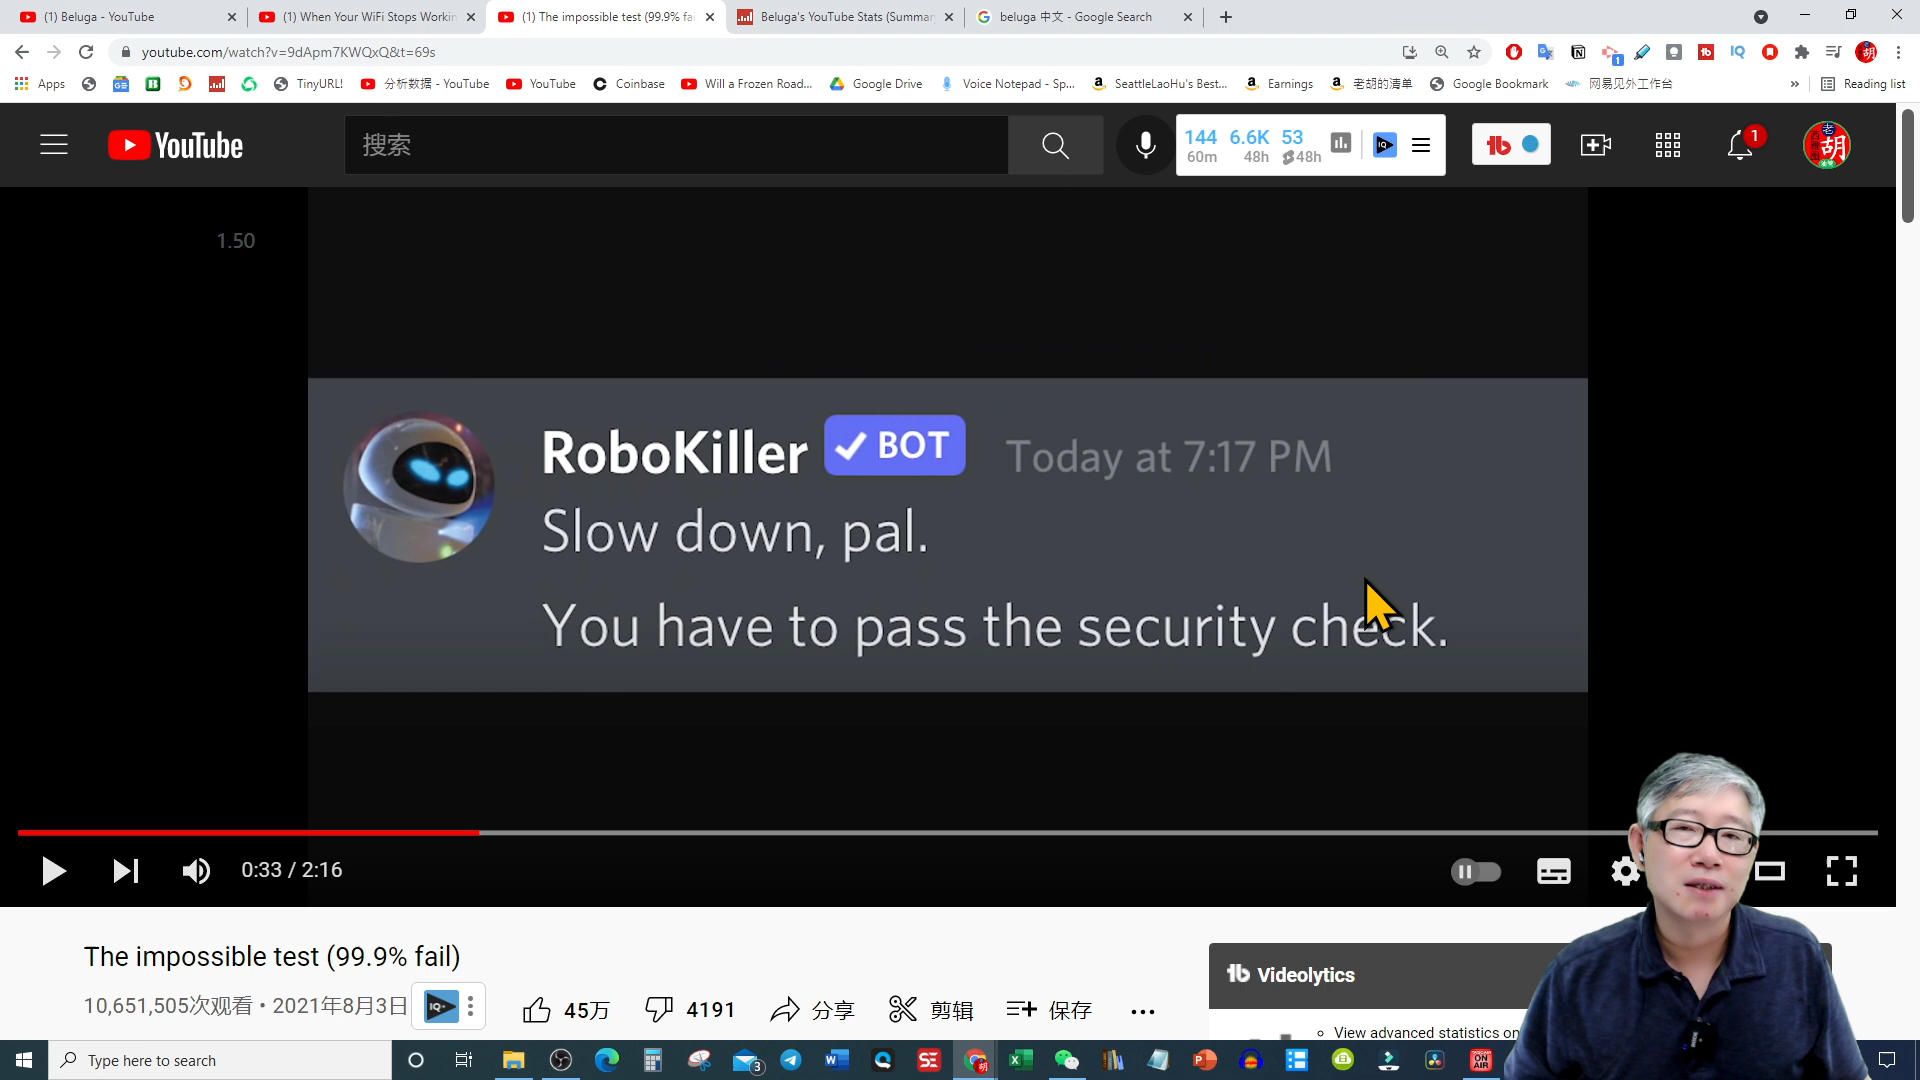 (1) Beluga - YouTube
(1) When Your WiFi Stops Workin
(1) The impossible test (99.9% fai
Beluga's YouTube Stats (Summar
beluga 中文 - Google Search
youtube.com/watch?v=9dApm7KWQxQ&t=69s
Apps
TinyURL!
分析数据 - YouTube
YouTube
Coinbase
Will a Frozen Road...
Google Drive
Voice Notepad - Sp...
SeattleLaoHu's Best...
Earnings
老胡的清单
Google Bookmark
网易见外工作台
Reading list
YouTube
搜索
144 6.6K 53
60m 48h 48h
1
1.50
RoboKiller ✓ BOT Today at 7:17 PM
Slow down, pal.
You have to pass the security check.
0:33 / 2:16
The impossible test (99.9% fail)
10,651,505次观看 • 2021年8月3日
45万
4191
分享
剪辑
保存
Videolytics
View advanced statistics on
Type here to search
ON AIR